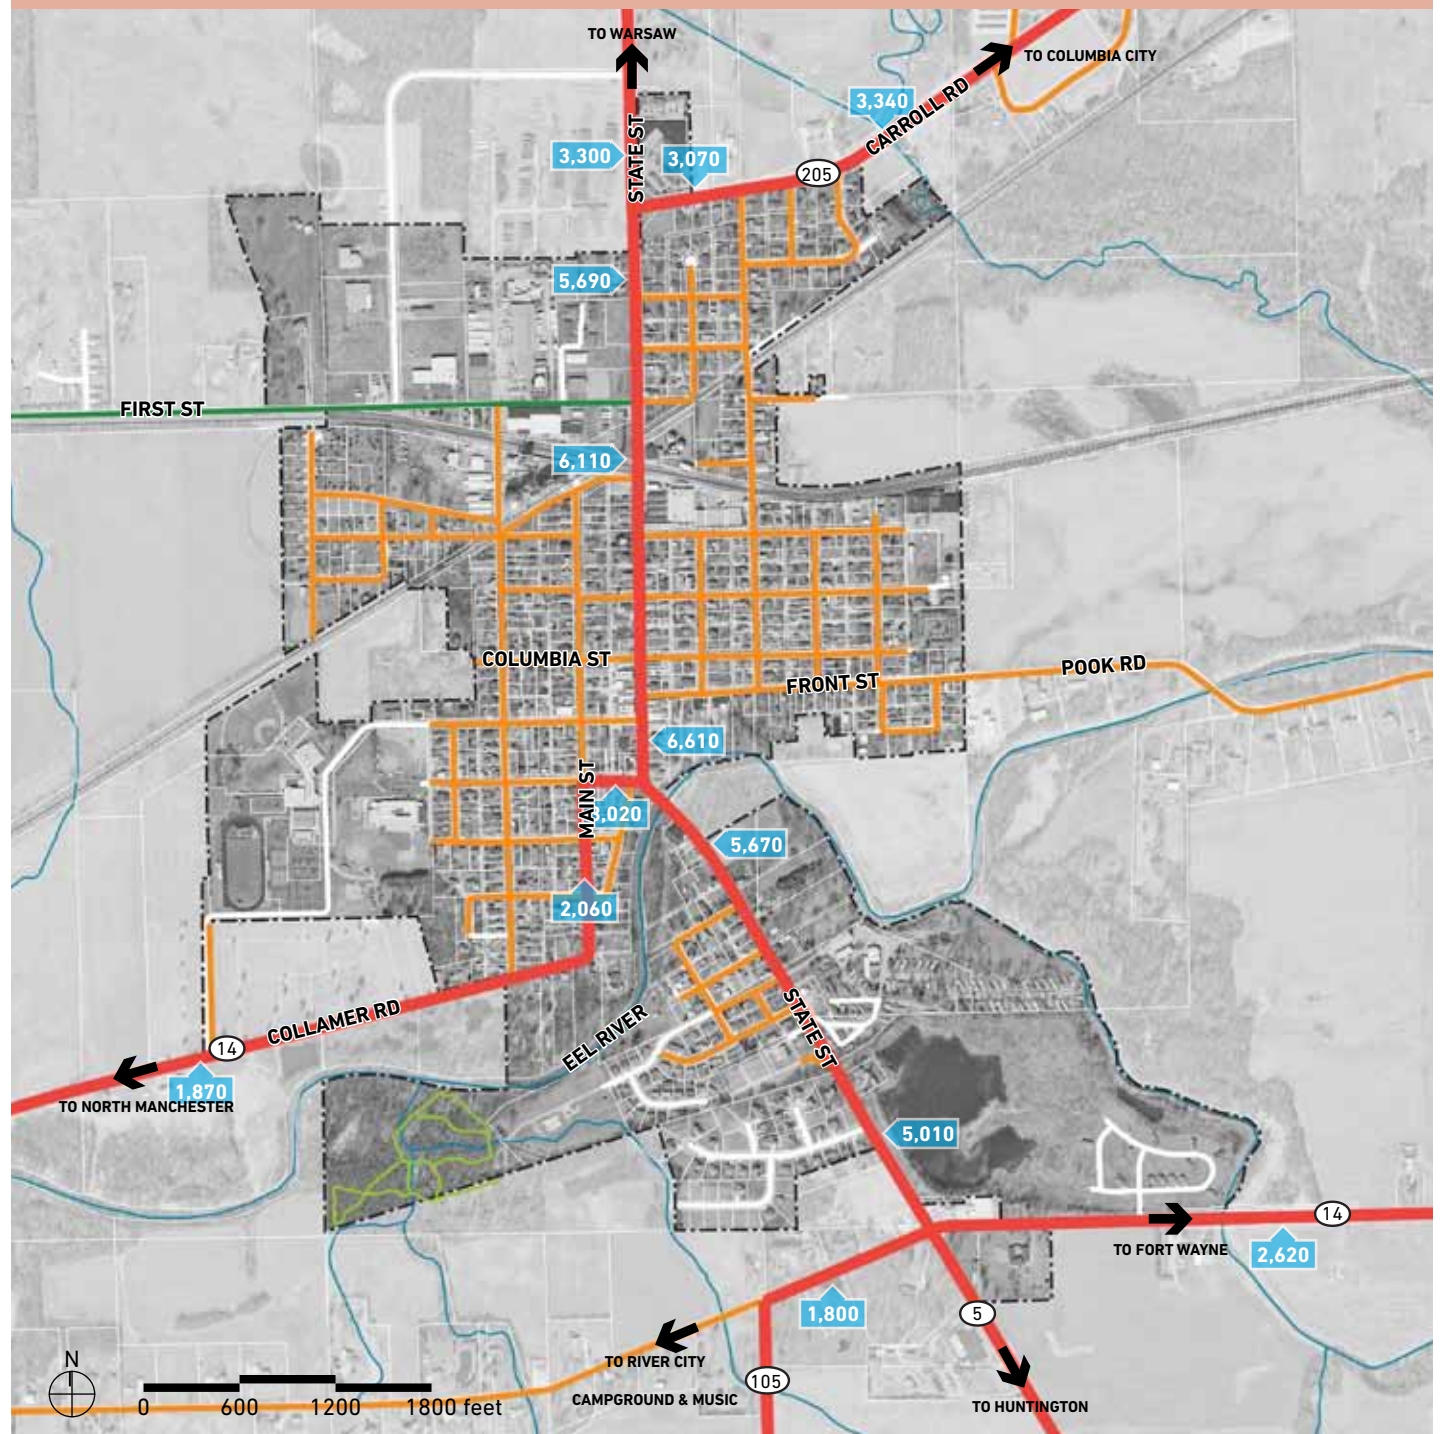 TO WARSAW
TO COLUMBIA CITY
3,340
CARROLL RD
STATE ST
3,300
3,070
205
5,690
FIRST ST
6,110
COLUMBIA ST
FRONT ST
POOK RD
6,610
MAIN ST
,020
5,670
2,060
STATE ST
COLLAMER RD
14
EEL RIVER
1,870
TO NORTH MANCHESTER
5,010
14
TO FORT WAYNE
2,620
1,800
5
TO RIVER CITY
CAMPGROUND & MUSIC
105
TO HUNTINGTON
N
0 600 1200 1800 feet